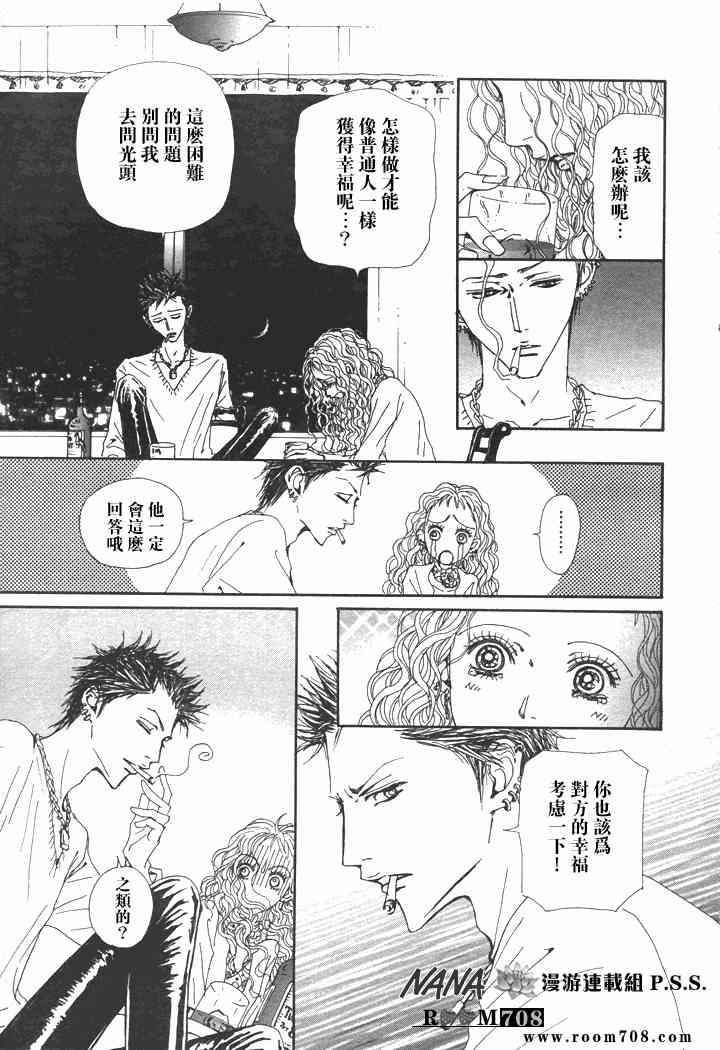 我該
怎麼辦呢…
怎樣做才能
像普通人一樣
獲得幸福呢…？
這麼困難
的問題
別問我
去問光頭
………
他一定
會這麼
回答哦
你也該爲
對方的幸福
考慮一下！
之類的？
NANA 漫游連載組 P.S.S.
ROOM708
www.room708.com